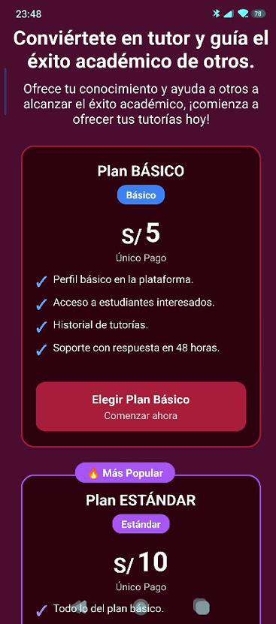 23:48
78
Conviértete en tutor y guía el
éxito académico de otros.
Ofrece tu conocimiento y ayuda a otros a
alcanzar el éxito académico, ¡comienza a
ofrecer tus tutorías hoy!
Plan BÁSICO
Básico
S/ 5
Único Pago
✓ Perfil básico en la plataforma.
✓ Acceso a estudiantes interesados.
✓ Historial de tutorías.
✓ Soporte con respuesta en 48 horas.
Elegir Plan Básico
Comenzar ahora
🔥 Más Popular
Plan ESTÁNDAR
Estándar
S/ 10
Único Pago
✓ Todo lo del plan básico.